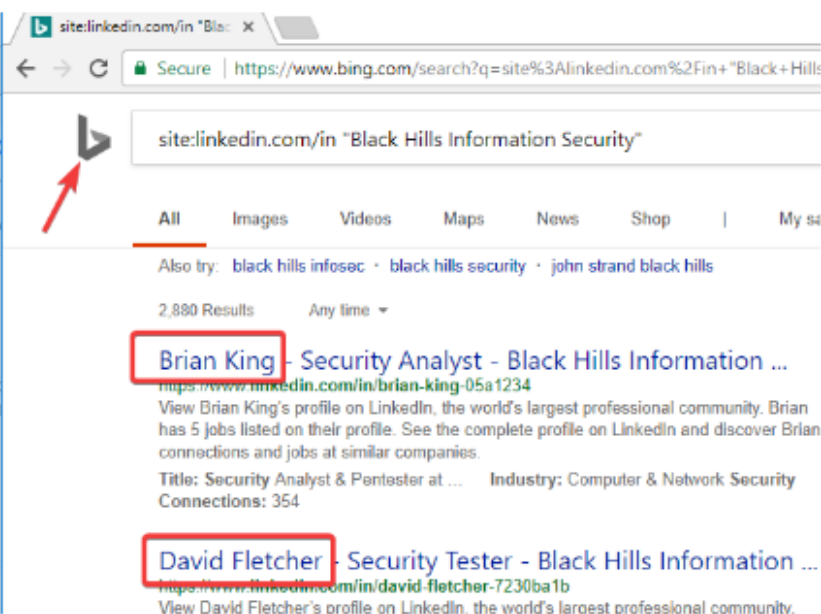 site:linkedin.com/in "Blac
Secure | https://www.bing.com/search?q=site%3Alinkedin.com%2Fin+"Black+Hills
site:linkedin.com/in "Black Hills Information Security"
All Images Videos Maps News Shop | My sa
Also try: black hills infosec · black hills security · john strand black hills
2,880 Results Any time
Brian King - Security Analyst - Black Hills Information ...
https://www.linkedin.com/in/brian-king-05a1234
View Brian King's profile on LinkedIn, the world's largest professional community. Brian
has 5 jobs listed on their profile. See the complete profile on LinkedIn and discover Brian
connections and jobs at similar companies.
Title: Security Analyst & Pentester at ... Industry: Computer & Network Security
Connections: 354
David Fletcher - Security Tester - Black Hills Information ...
https://www.linkedin.com/in/david-fletcher-7230ba1b
View David Fletcher's profile on LinkedIn, the world's largest professional community.